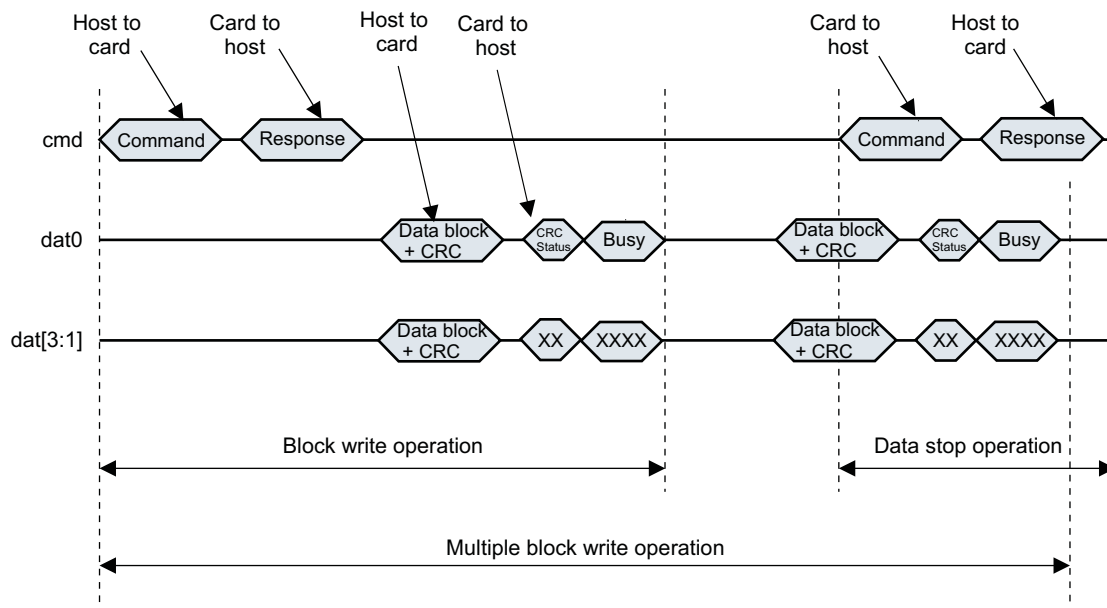 Host to
card
Card to
host
Host to
card
Card to
host
Card to
host
Host to
card
cmd
Command
Response
Command
Response
dat0
Data block
+ CRC
CRC
Status
Busy
Data block
+ CRC
CRC
Status
Busy
dat[3:1]
Data block
+ CRC
XX
XXXX
Data block
+ CRC
XX
XXXX
Block write operation
Data stop operation
Multiple block write operation